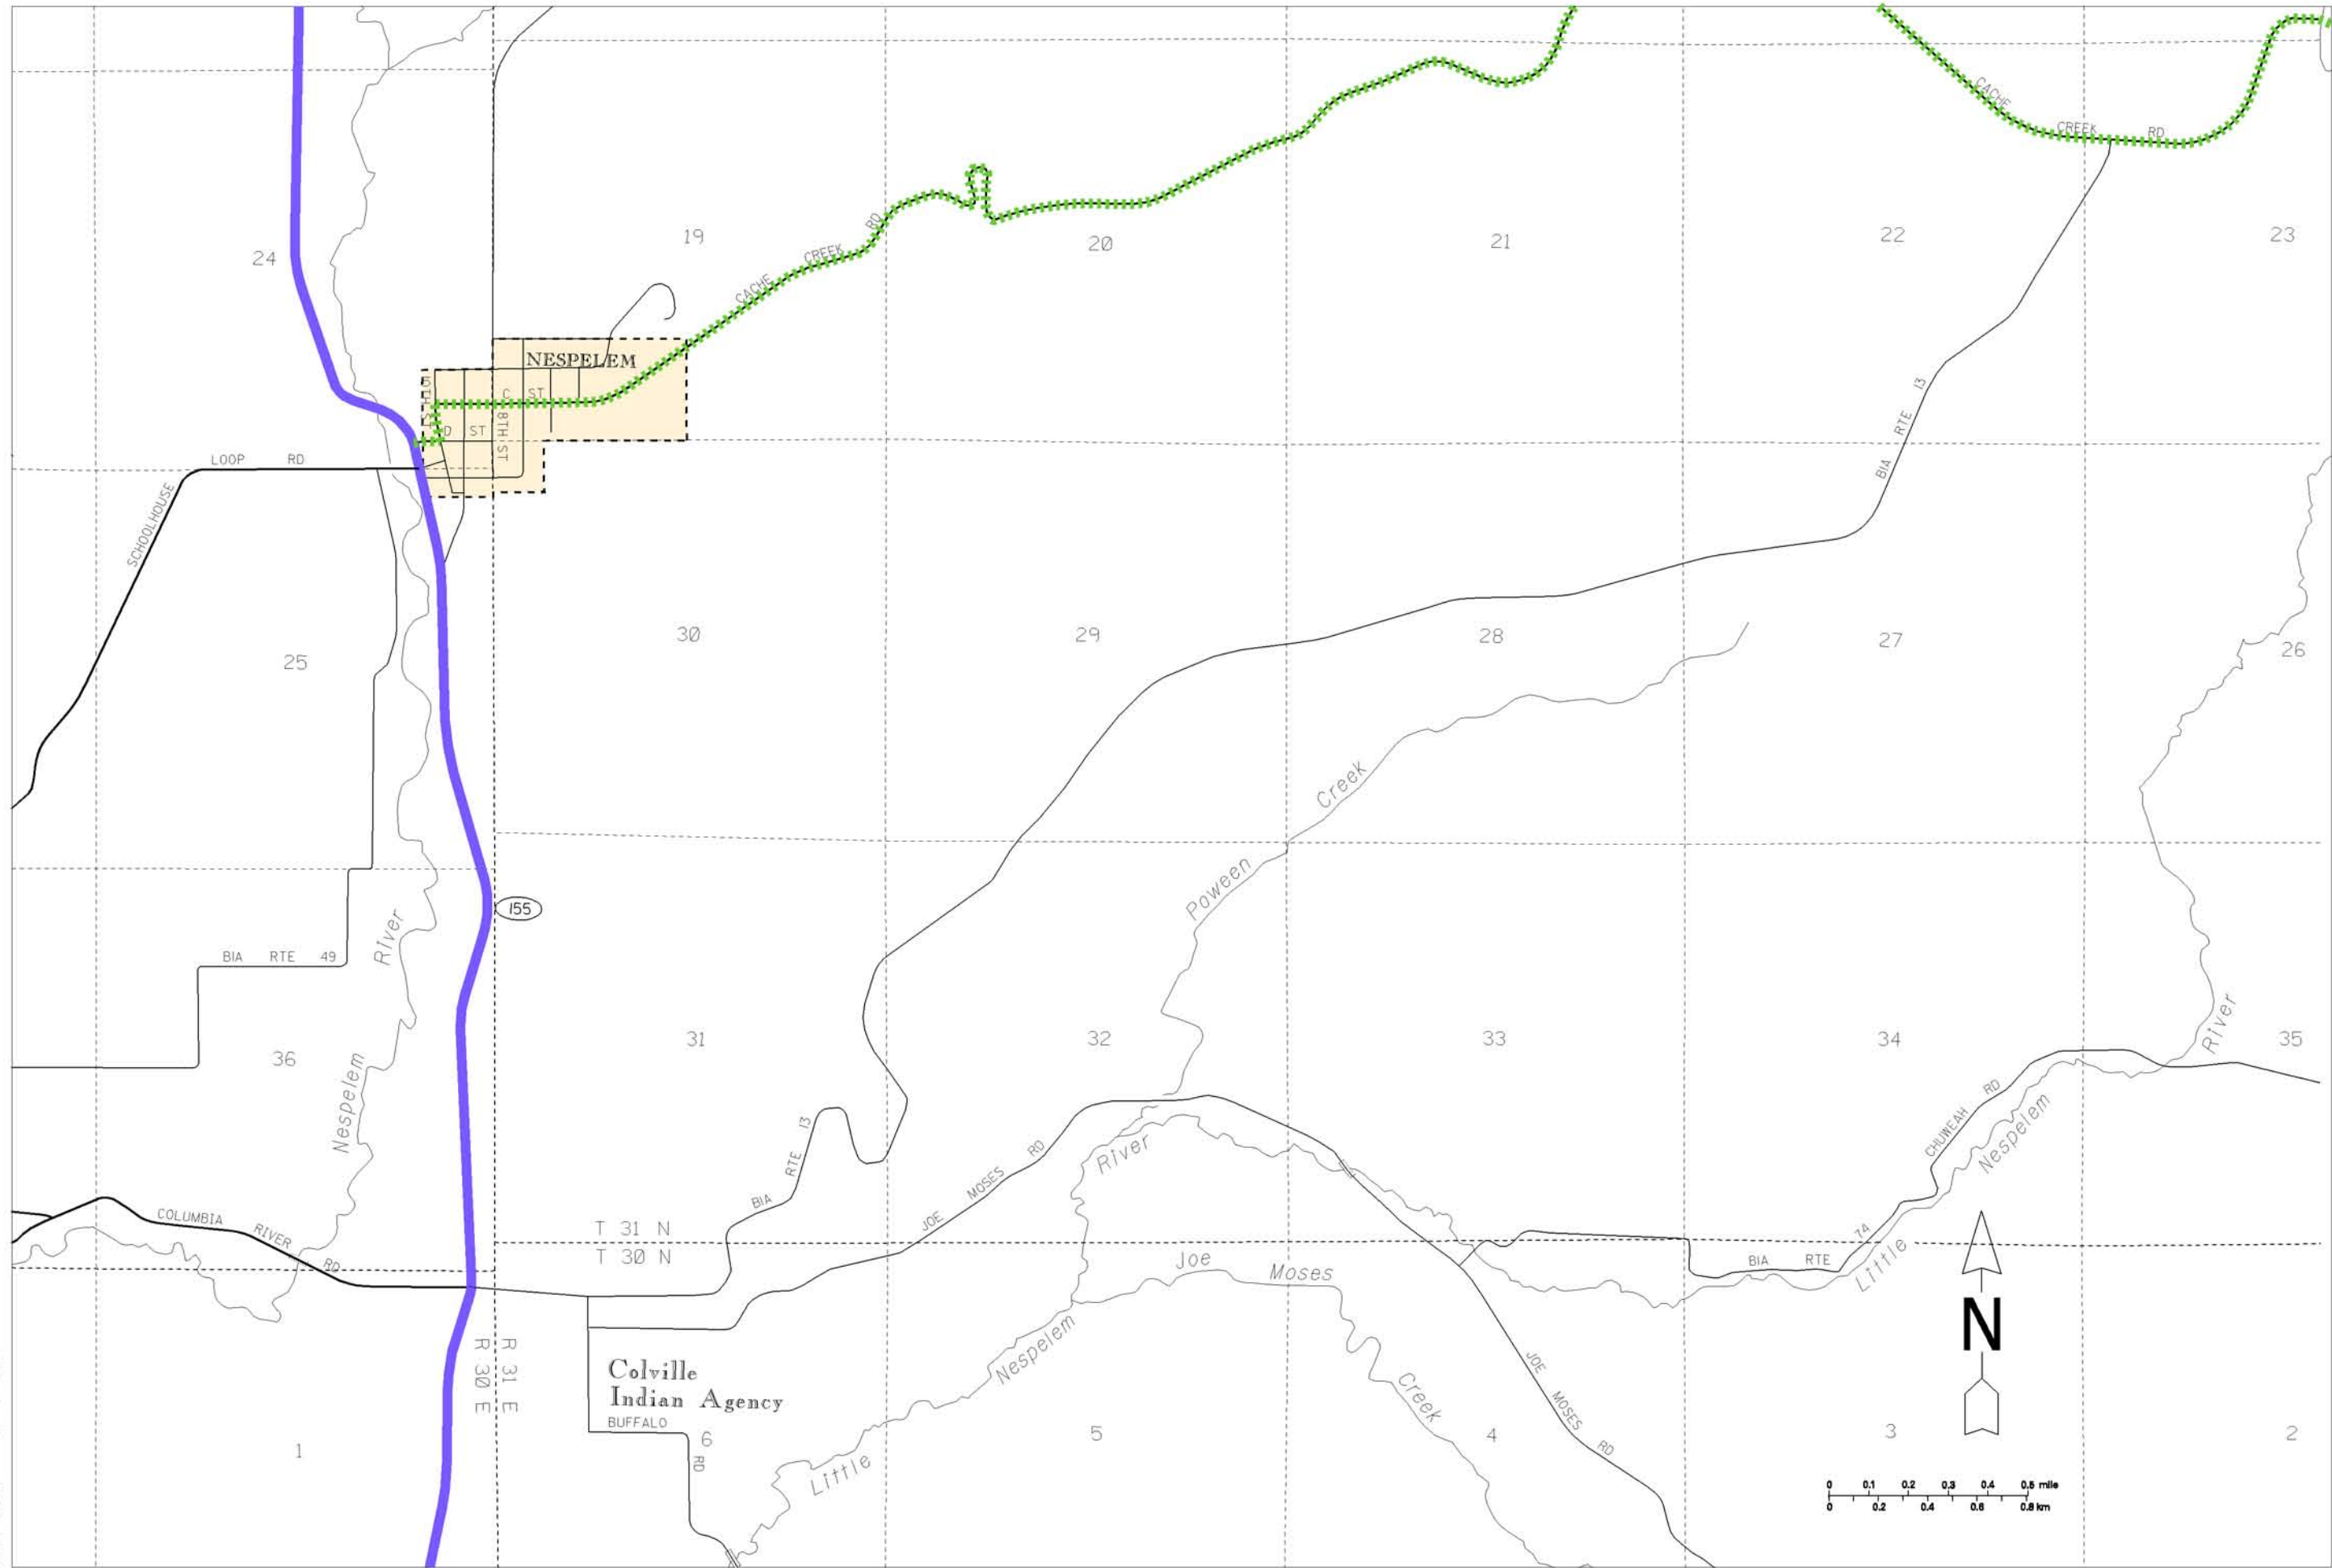 CACHE
CREEK RD
19
20
21
22
23
24
CACHE CREEK RD
NESPELEM
5TH ST
C ST
D ST
8TH ST
LOOP RD
SCHOOLHOUSE
BIA RTE 13
25
30
29
28
27
26
Creek
Poween
155
River
BIA RTE 49
Nespelem
36
31
32
33
34
35
River
BIA RTE 13
JOE MOSES RD
River
CHUWEAH RD
Nespelem
COLUMBIA RIVER RD
T 31 N
T 30 N
Joe Moses
BIA RTE 74
Little
N
R 30 E
R 31 E
Colville
Indian Agency
BUFFALO
RD
Nespelem
Little
Creek
JOE MOSES RD
1
6
5
4
3
2
0 0.1 0.2 0.3 0.4 0.5 mile
0 0.2 0.4 0.6 0.8 km